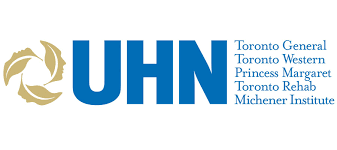 UHN
Toronto General
Toronto Western
Princess Margaret
Toronto Rehab
Michener Institute